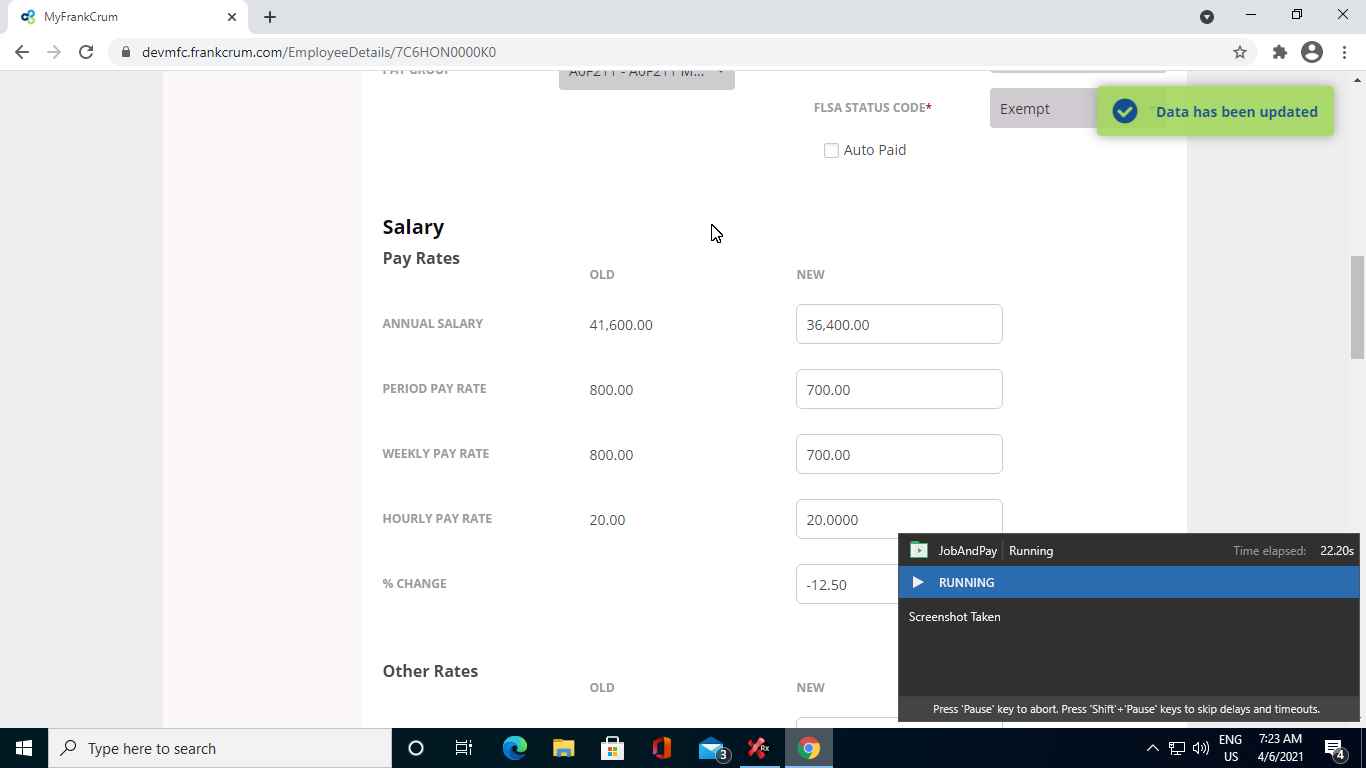 MyFrankCrum
devmfc.frankcrum.com/EmployeeDetails/7C6HON0000K0
PAY GROUP
A0F211 - A0F211 M...
FLSA STATUS CODE*
Exempt
Data has been updated
Auto Paid
Salary
Pay Rates
OLD NEW
ANNUAL SALARY 41,600.00 36,400.00
PERIOD PAY RATE 800.00 700.00
WEEKLY PAY RATE 800.00 700.00
HOURLY PAY RATE 20.00 20.0000
% CHANGE -12.50
Other Rates
OLD NEW
JobAndPay Running Time elapsed: 22.20s
RUNNING
Screenshot Taken
Press 'Pause' key to abort. Press 'Shift'+'Pause' keys to skip delays and timeouts.
Type here to search
3
Rx
ENG
US
7:23 AM
4/6/2021
4